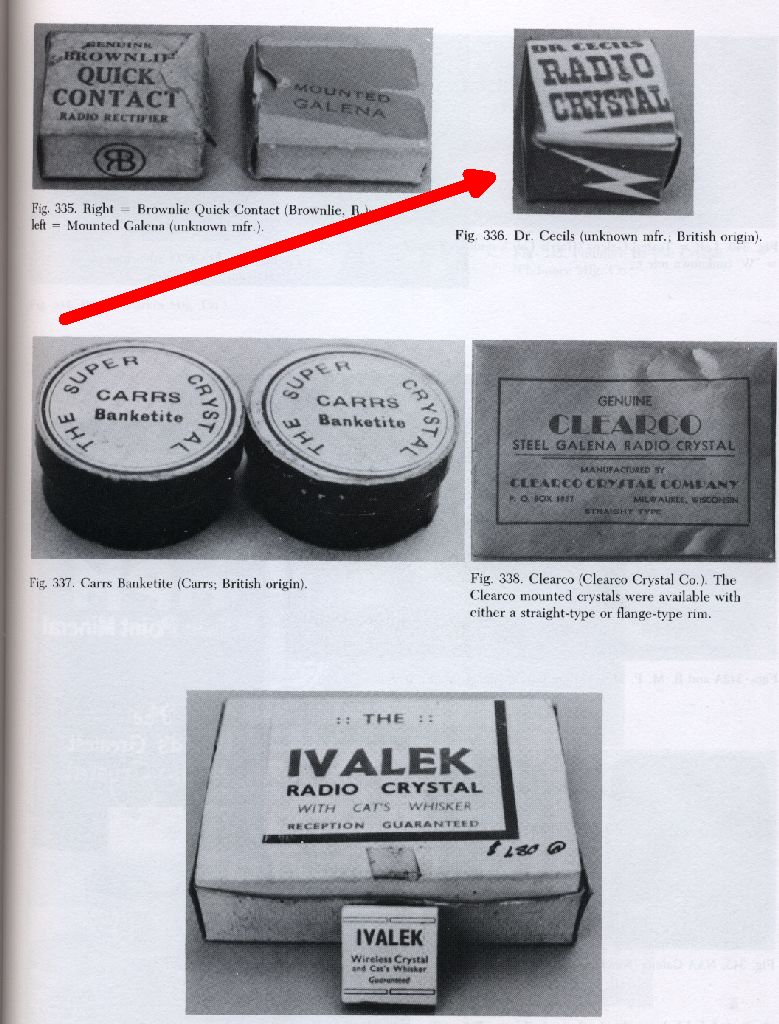 GENUINE
BROWNLIE
QUICK
CONTACT
RADIO RECTIFIER
RB
MOUNTED
GALENA
DR. CECILS
RADIO
CRYSTAL
Fig. 335. Right = Brownlie Quick Contact (Brownlie, R.)
left = Mounted Galena (unknown mfr.).
Fig. 336. Dr. Cecils (unknown mfr.; British origin).
THE SUPER CRYSTAL
CARRS
Banketite
THE SUPER CRYSTAL
CARRS
Banketite
GENUINE
CLEARCO
STEEL GALENA RADIO CRYSTAL
MANUFACTURED BY
CLEARCO CRYSTAL COMPANY
P. O. BOX MILWAUKEE, WISCONSIN
STRAIGHT TYPE
Fig. 337. Carrs Banketite (Carrs; British origin).
Fig. 338. Clearco (Clearco Crystal Co.). The
Clearco mounted crystals were available with
either a straight-type or flange-type rim.
:: THE ::
IVALEK
RADIO CRYSTAL
WITH CAT'S WHISKER
RECEPTION GUARANTEED
IVALEK
Wireless Crystal
and Cat's Whisker
Guaranteed